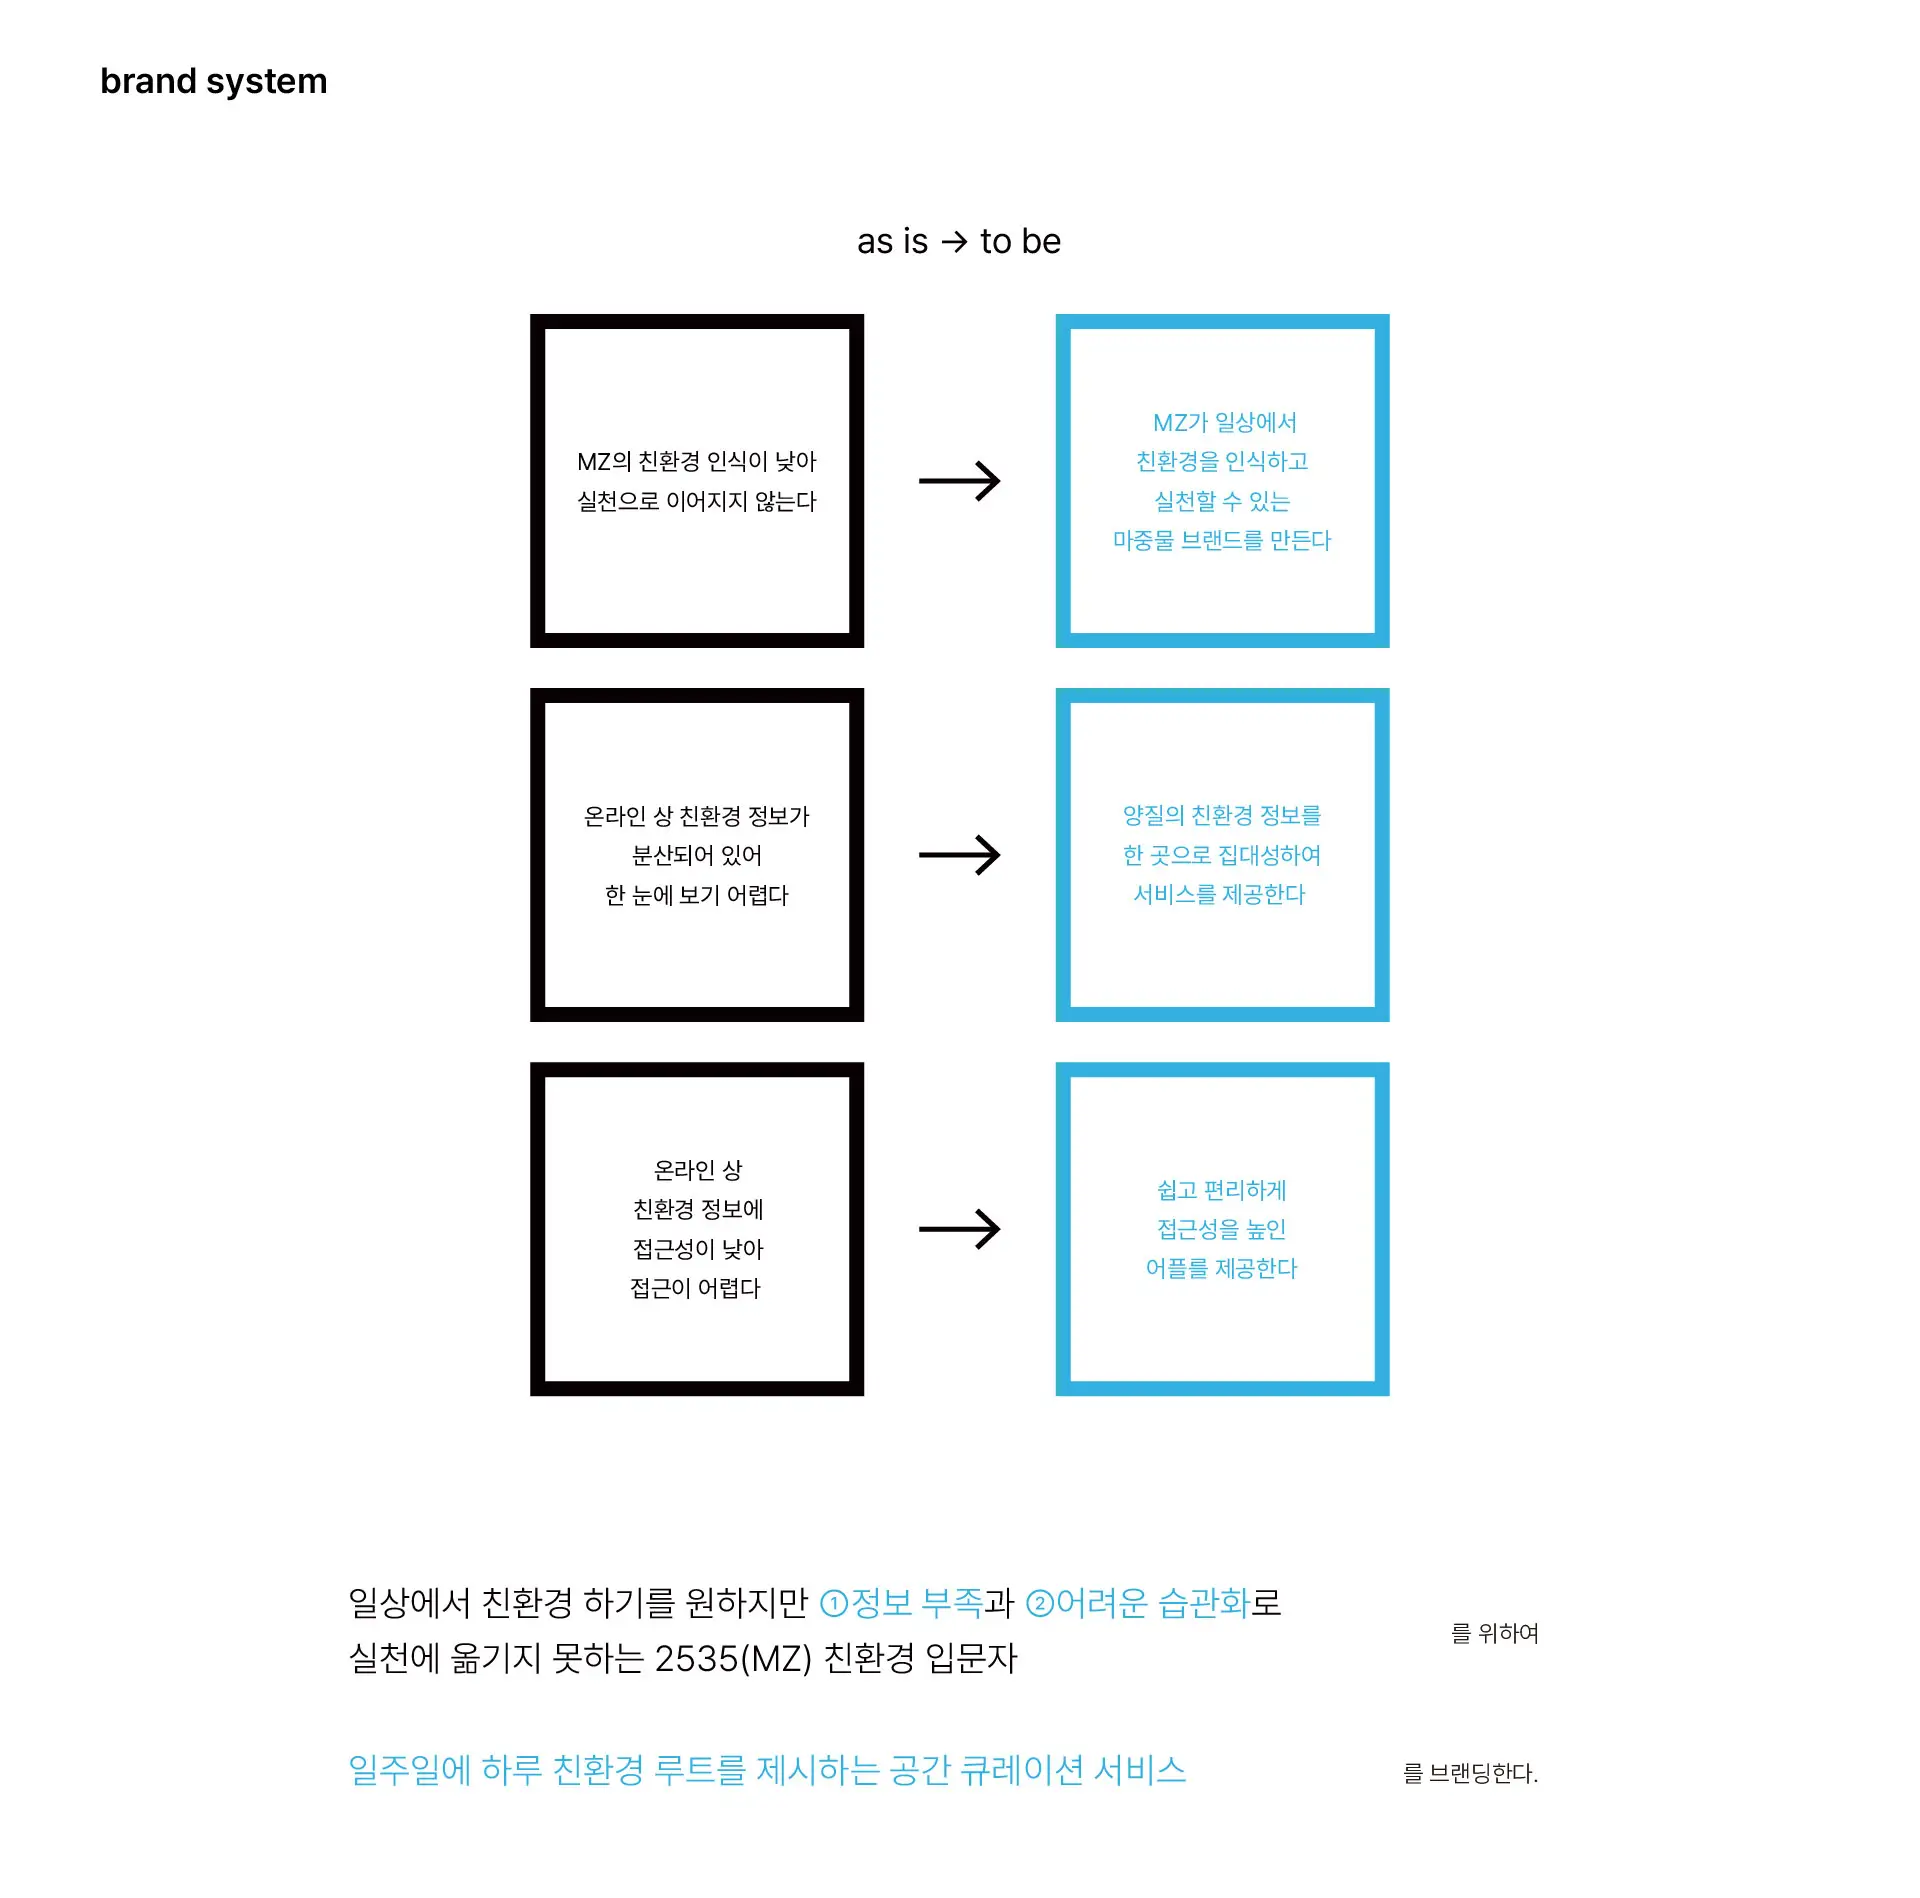 brand system
as is → to be
MZ의 친환경 인식이 낮아
실천으로 이어지지 않는다
MZ가 일상에서
친환경을 인식하고
실천할 수 있는
마중물 브랜드를 만든다
온라인 상 친환경 정보가
분산되어 있어
한 눈에 보기 어렵다
양질의 친환경 정보를
한 곳으로 집대성하여
서비스를 제공한다
온라인 상
친환경 정보에
접근성이 낮아
접근이 어렵다
쉽고 편리하게
접근성을 높인
어플를 제공한다
일상에서 친환경 하기를 원하지만 ①정보 부족과 ②어려운 습관화로
실천에 옮기지 못하는 2535(MZ) 친환경 입문자
를 위하여
일주일에 하루 친환경 루트를 제시하는 공간 큐레이션 서비스
를 브랜딩한다.